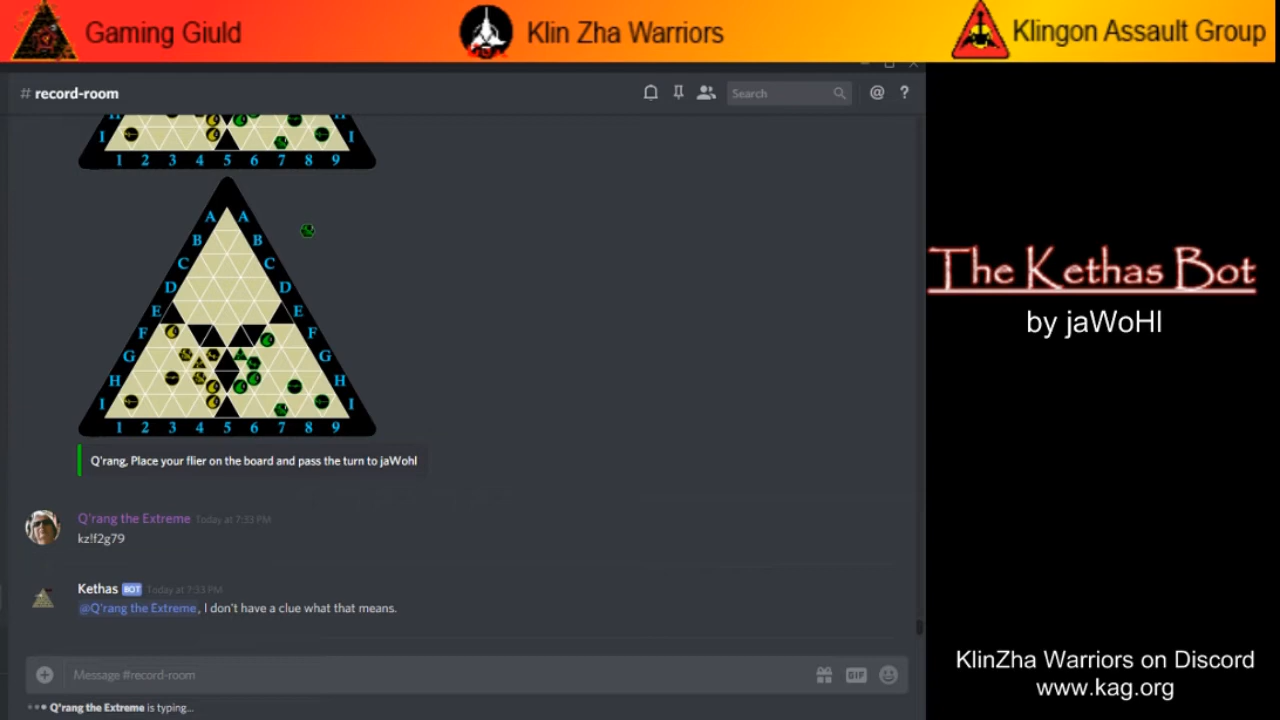 Gaming Giuld
Klin Zha Warriors
Klingon Assault Group
# record-room
Search
@ ?
H H
I I
1 2 3 4 5 6 7 8 9
A A
B B
C C
D D
E E
F F
G G
H H
I I
1 2 3 4 5 6 7 8 9
Q'rang, Place your flier on the board and pass the turn to jaWohl
Q'rang the Extreme Today at 7:33 PM
kz!f2g79
Kethas BOT Today at 7:33 PM
@Q'rang the Extreme, I don't have a clue what that means.
Message #record-room
GIF
Q'rang the Extreme is typing...
The Kethas Bot
by jaWoHl
KlinZha Warriors on Discord
www.kag.org